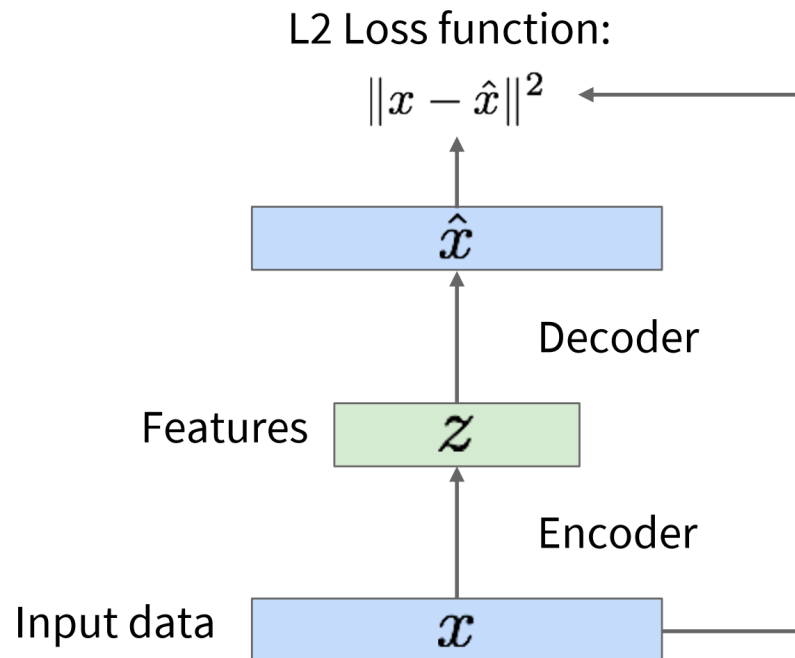 L2 Loss function:
‖x − x̂‖²
x̂
Decoder
Features z
Encoder
Input data x